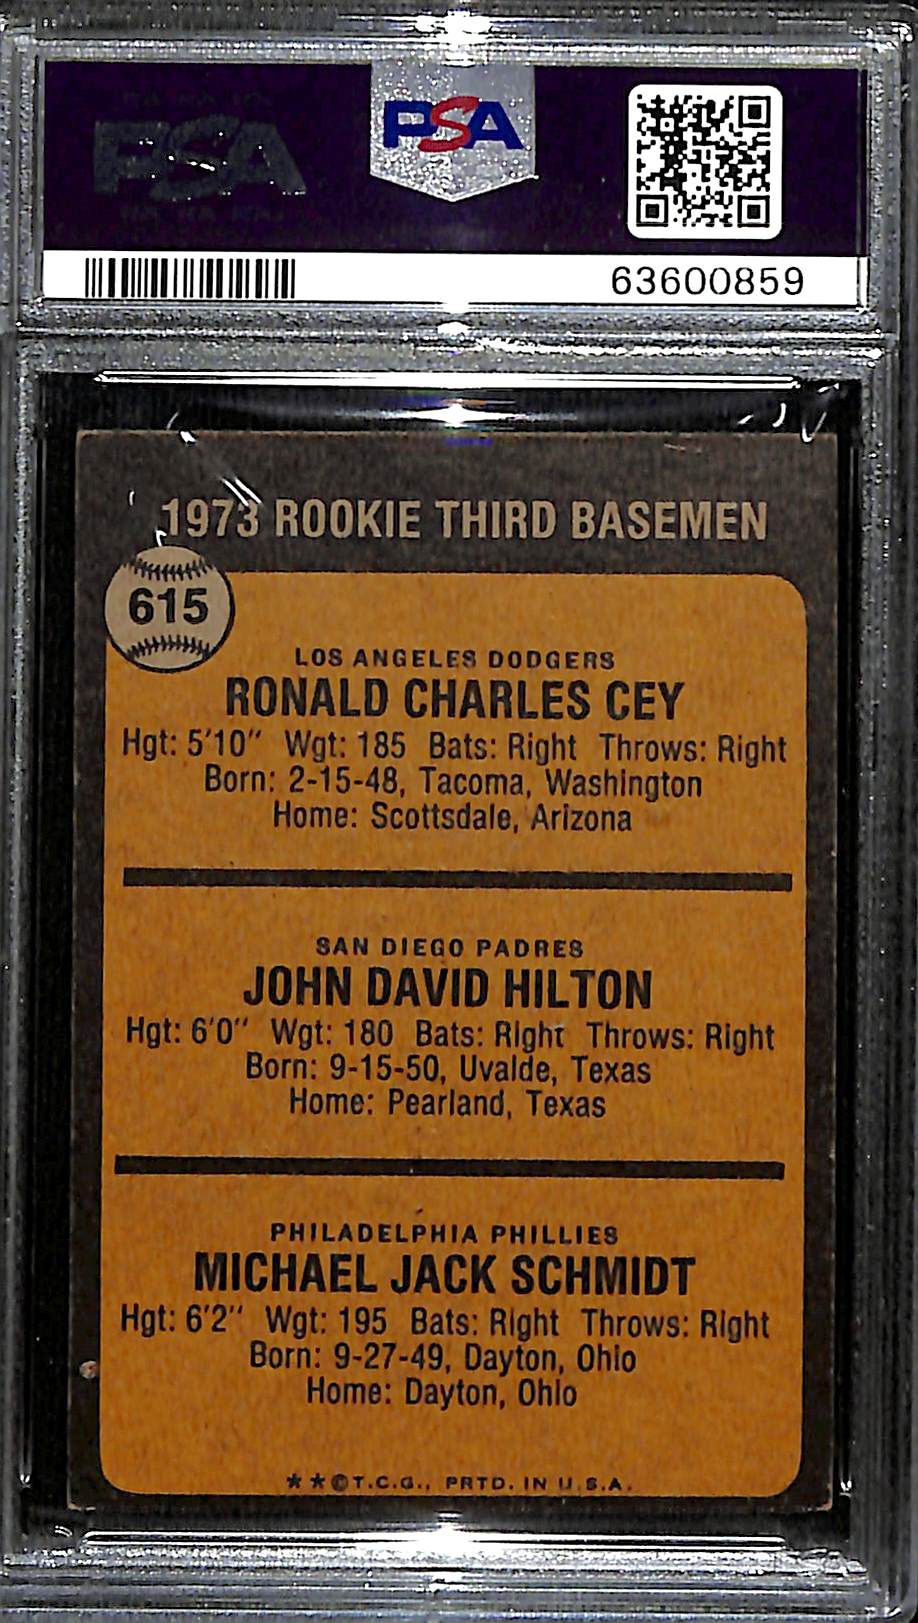 PSA
PSA
63600859
1973 ROOKIE THIRD BASEMEN
615
LOS ANGELES DODGERS
RONALD CHARLES CEY
Hgt: 5'10" Wgt: 185 Bats: Right Throws: Right
Born: 2-15-48, Tacoma, Washington
Home: Scottsdale, Arizona
SAN DIEGO PADRES
JOHN DAVID HILTON
Hgt: 6'0" Wgt: 180 Bats: Right Throws: Right
Born: 9-15-50, Uvalde, Texas
Home: Pearland, Texas
PHILADELPHIA PHILLIES
MICHAEL JACK SCHMIDT
Hgt: 6'2" Wgt: 195 Bats: Right Throws: Right
Born: 9-27-49, Dayton, Ohio
Home: Dayton, Ohio
**©T.C.G., PRTD. IN U.S.A.